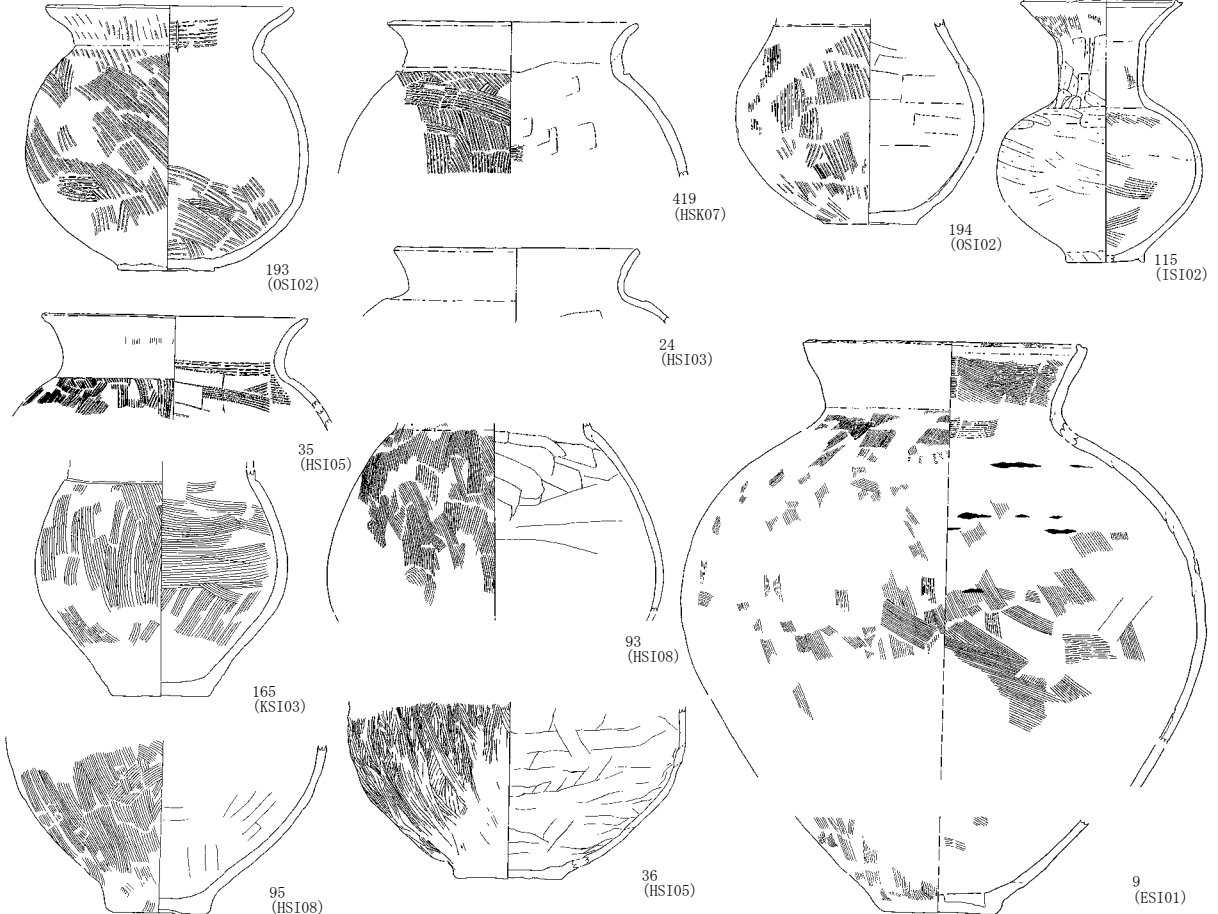 193
(OSI02)
419
(HSK07)
194
(OSI02)
115
(ISI02)
24
(HSI03)
35
(HSI05)
165
(KSI03)
93
(HSI08)
95
(HSI08)
36
(HSI05)
9
(ESI01)